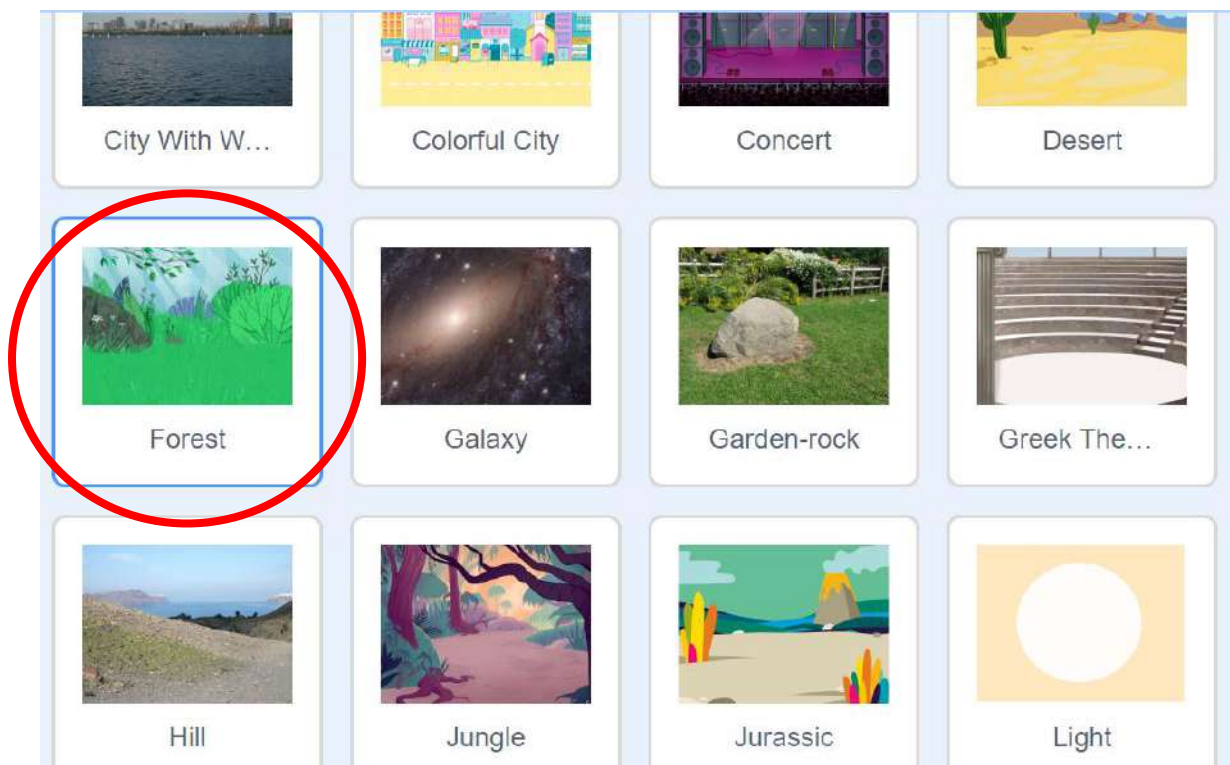 City With W...
Colorful City
Concert
Desert
Forest
Galaxy
Garden-rock
Greek The...
Hill
Jungle
Jurassic
Light